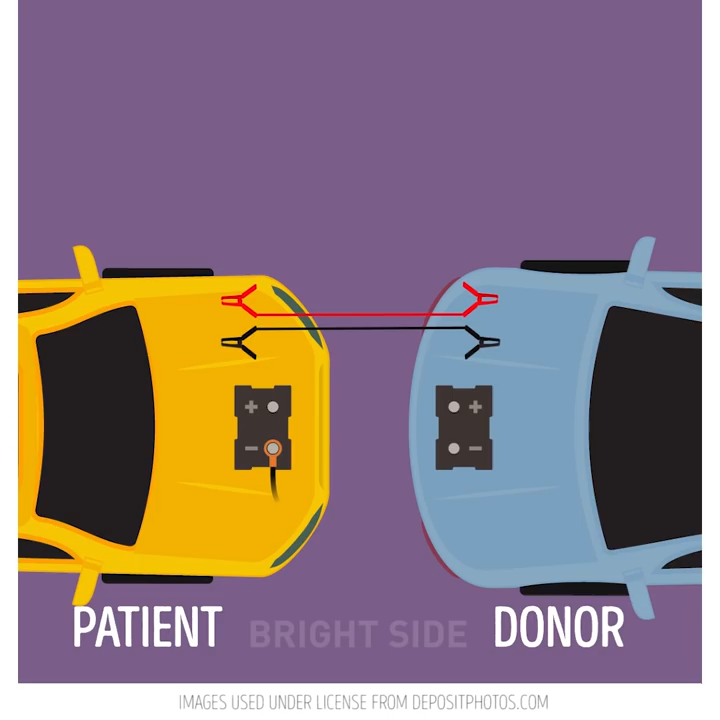 +
+
−
−
PATIENT
BRIGHT SIDE
DONOR
IMAGES USED UNDER LICENSE FROM DEPOSITPHOTOS.COM